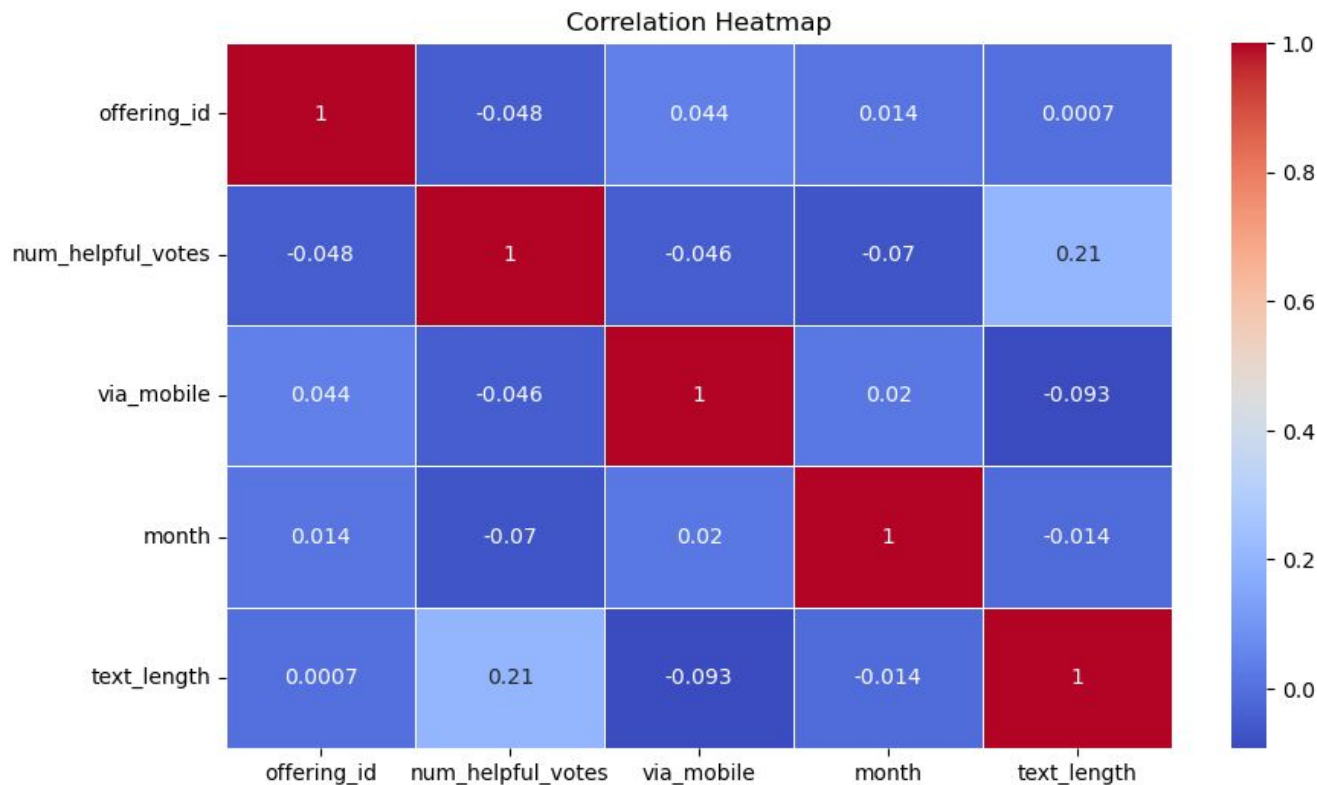 Correlation Heatmap
offering_id 1 -0.048 0.044 0.014 0.0007
num_helpful_votes -0.048 1 -0.046 -0.07 0.21
via_mobile 0.044 -0.046 1 0.02 -0.093
month 0.014 -0.07 0.02 1 -0.014
text_length 0.0007 0.21 -0.093 -0.014 1
offering_id num_helpful_votes via_mobile month text_length
1.0
0.8
0.6
0.4
0.2
0.0